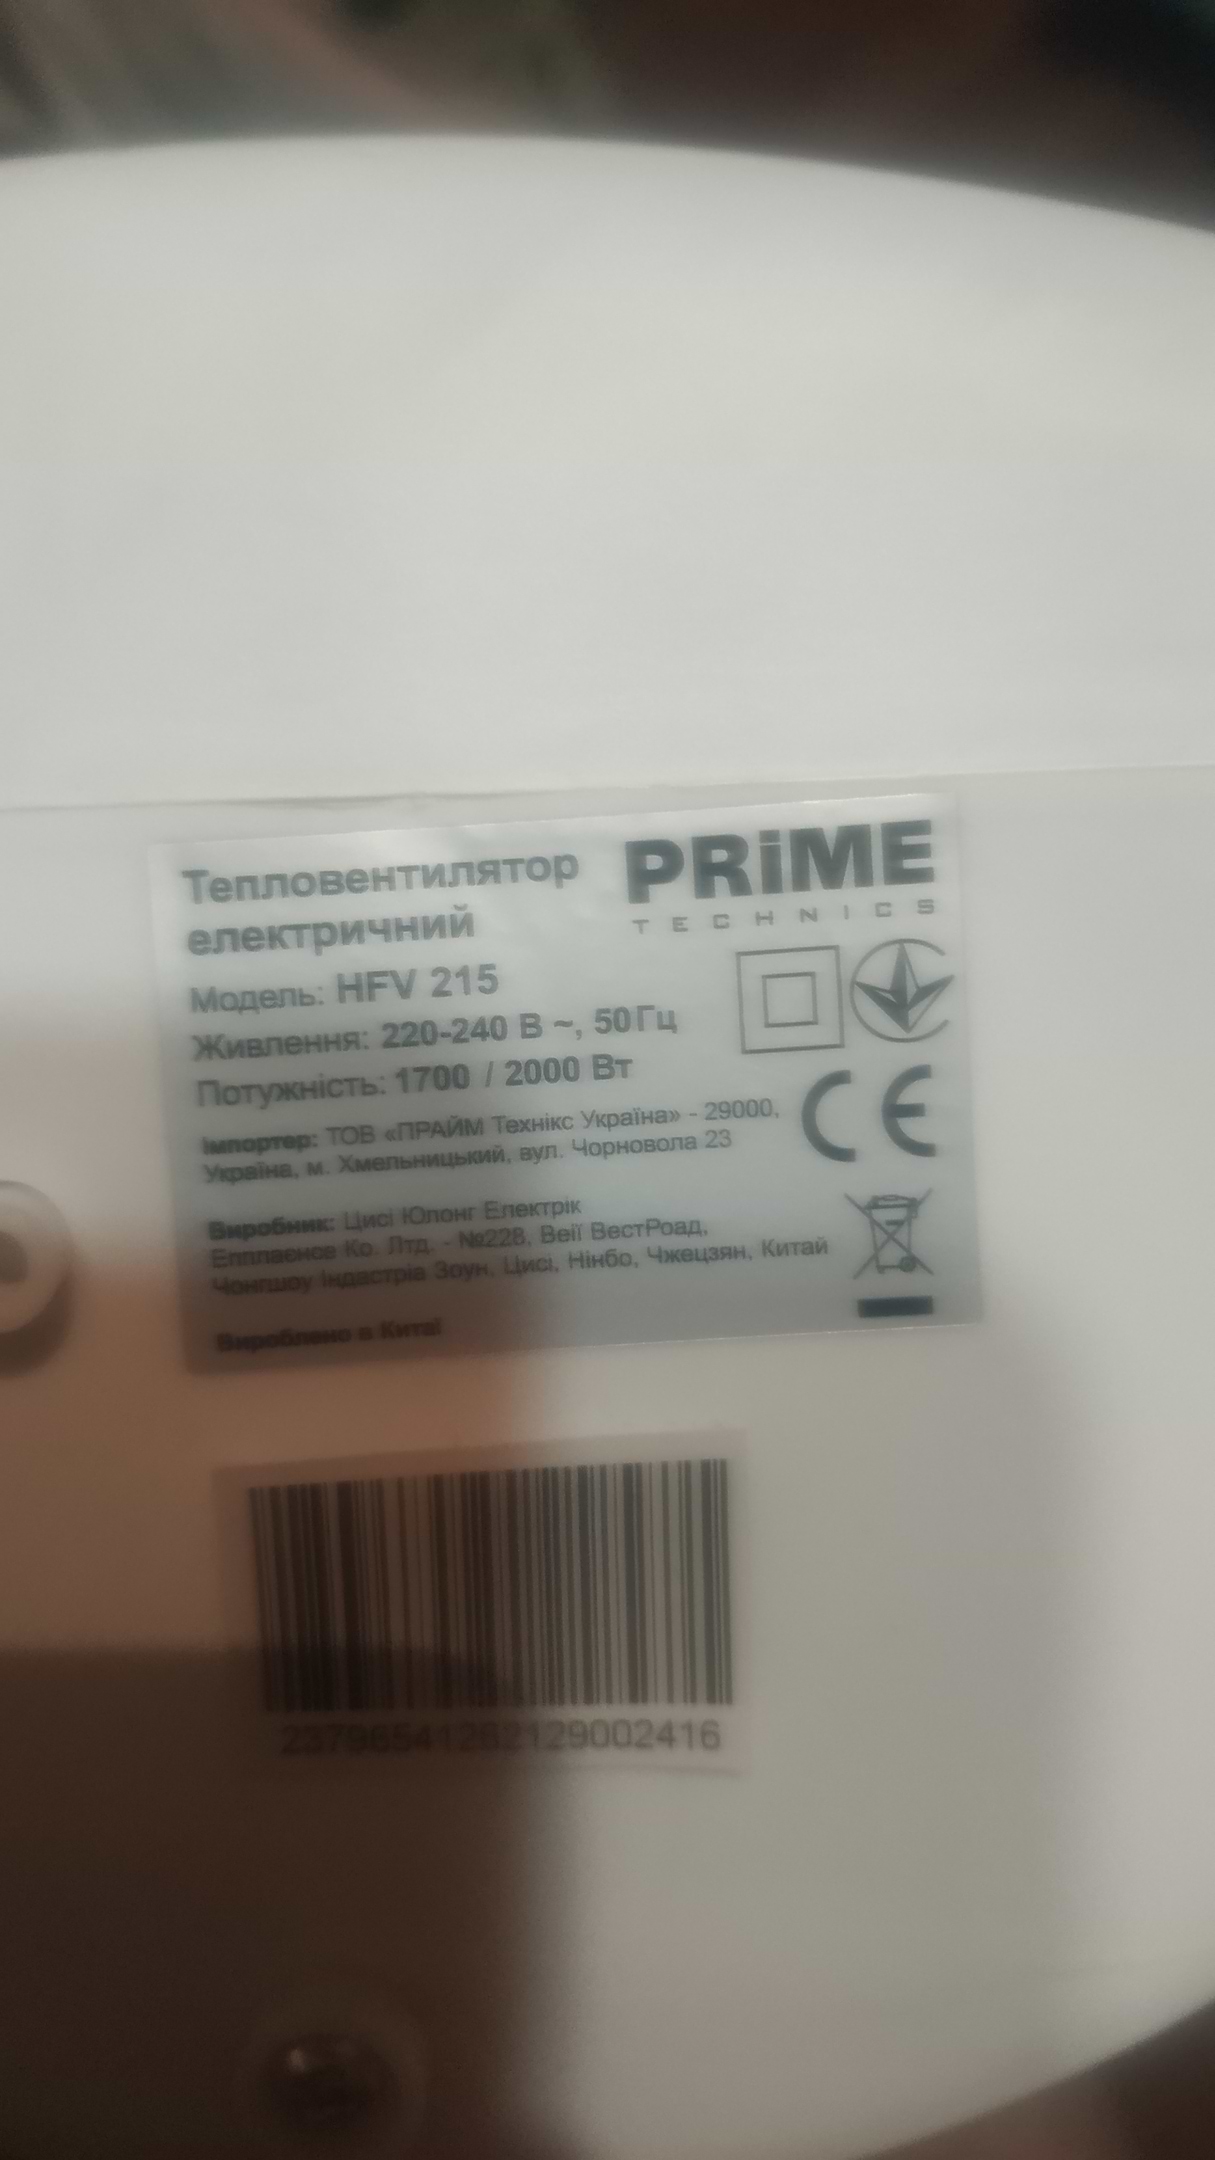 Тепловентилятор
електричний
PRiME
TECHNICS
Модель: HFV 215
Живлення: 220-240 В ~, 50Гц
Потужність: 1700 / 2000 Вт
Імпортер: ТОВ «ПРАЙМ Технікс Україна» - 29000,
Україна, м. Хмельницький, вул. Чорновола 23
CE
Виробник: Цисі Юлонг Електрік
Епплаєнсе Ко. Лтд. - №228, Веії ВестРоад,
Чонгшоу Індастріа Зоун, Цисі, Нінбо, Чжецзян, Китай
Вироблено в Китаї
23796541262129002416